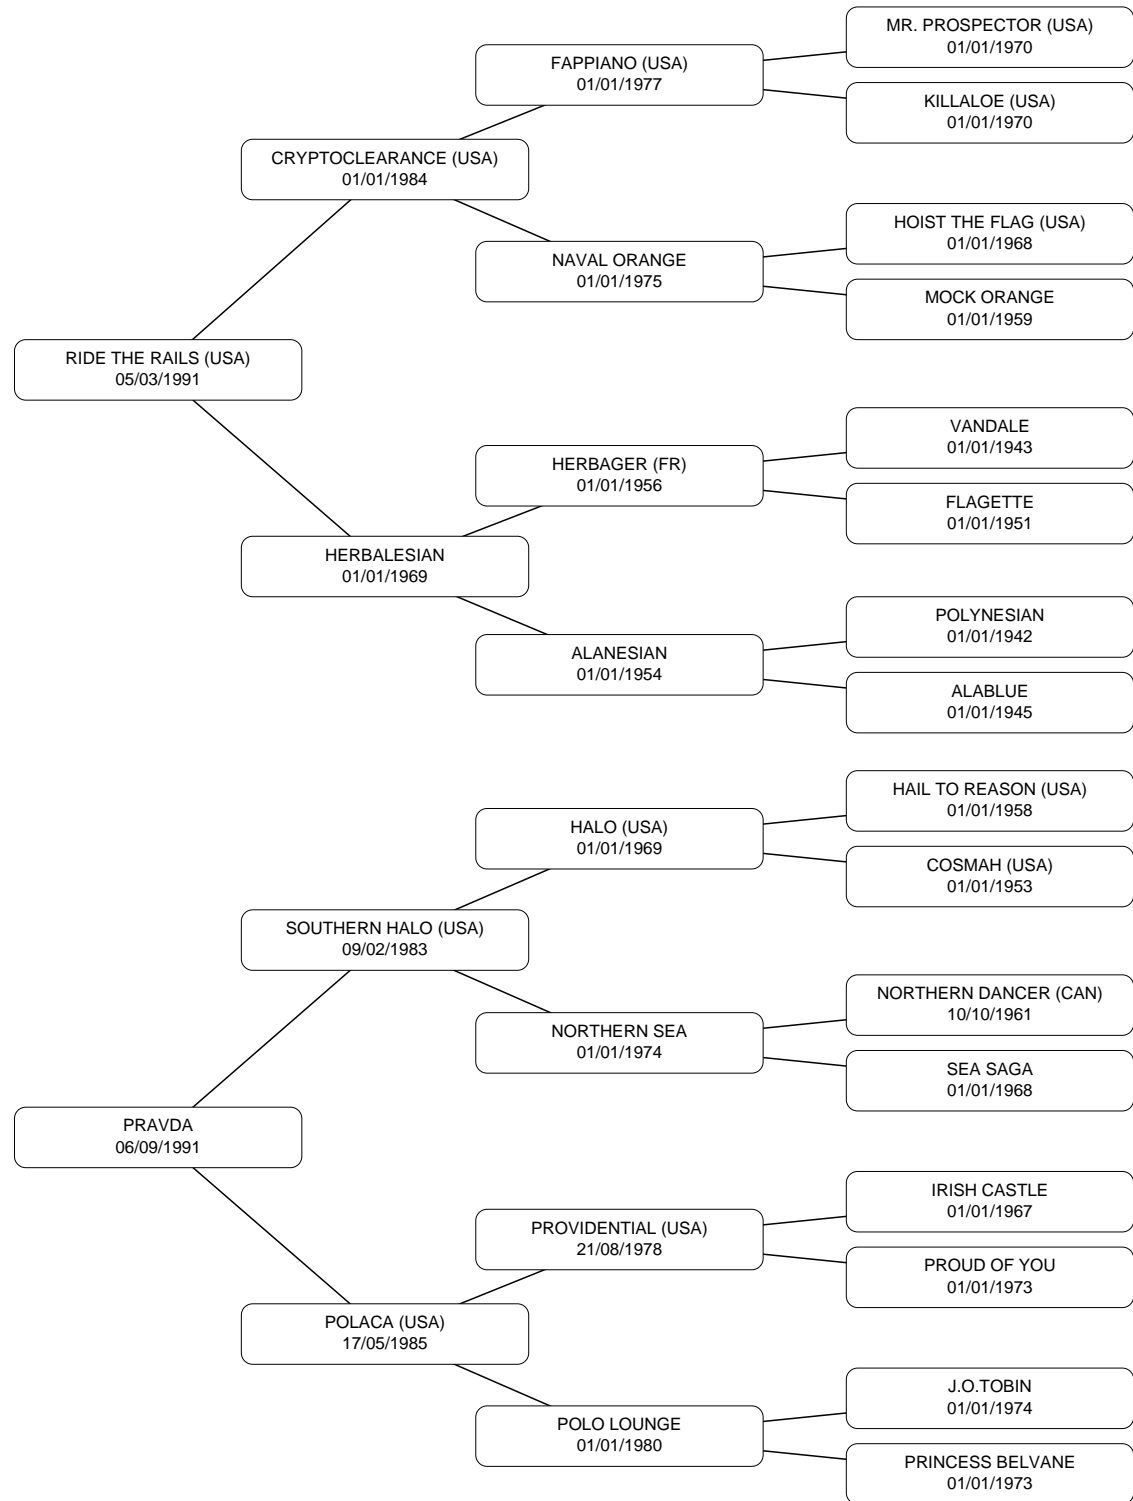 MR. PROSPECTOR (USA)
01/01/1970
FAPPIANO (USA)
01/01/1977
KILLALOE (USA)
01/01/1970
CRYPTOCLEARANCE (USA)
01/01/1984
HOIST THE FLAG (USA)
01/01/1968
NAVAL ORANGE
01/01/1975
MOCK ORANGE
01/01/1959
RIDE THE RAILS (USA)
05/03/1991
VANDALE
01/01/1943
HERBAGER (FR)
01/01/1956
FLAGETTE
01/01/1951
HERBALESIAN
01/01/1969
POLYNESIAN
01/01/1942
ALANESIAN
01/01/1954
ALABLUE
01/01/1945
HAIL TO REASON (USA)
01/01/1958
HALO (USA)
01/01/1969
COSMAH (USA)
01/01/1953
SOUTHERN HALO (USA)
09/02/1983
NORTHERN DANCER (CAN)
10/10/1961
NORTHERN SEA
01/01/1974
SEA SAGA
01/01/1968
PRAVDA
06/09/1991
IRISH CASTLE
01/01/1967
PROVIDENTIAL (USA)
21/08/1978
PROUD OF YOU
01/01/1973
POLACA (USA)
17/05/1985
J.O.TOBIN
01/01/1974
POLO LOUNGE
01/01/1980
PRINCESS BELVANE
01/01/1973